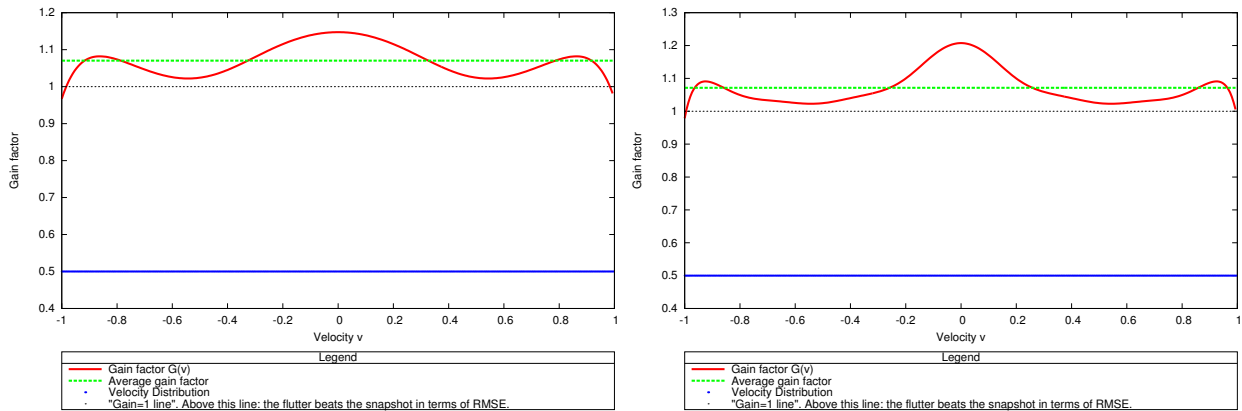 1.2
1.1
1
0.9
0.8
0.7
0.6
0.5
0.4
Gain factor
-1 -0.8 -0.6 -0.4 -0.2 0 0.2 0.4 0.6 0.8 1
Velocity v
Legend
Gain factor G(v)
Average gain factor
Velocity Distribution
"Gain=1 line". Above this line: the flutter beats the snapshot in terms of RMSE.
1.3
1.2
1.1
1
0.9
0.8
0.7
0.6
0.5
0.4
Gain factor
-1 -0.8 -0.6 -0.4 -0.2 0 0.2 0.4 0.6 0.8 1
Velocity v
Legend
Gain factor G(v)
Average gain factor
Velocity Distribution
"Gain=1 line". Above this line: the flutter beats the snapshot in terms of RMSE.